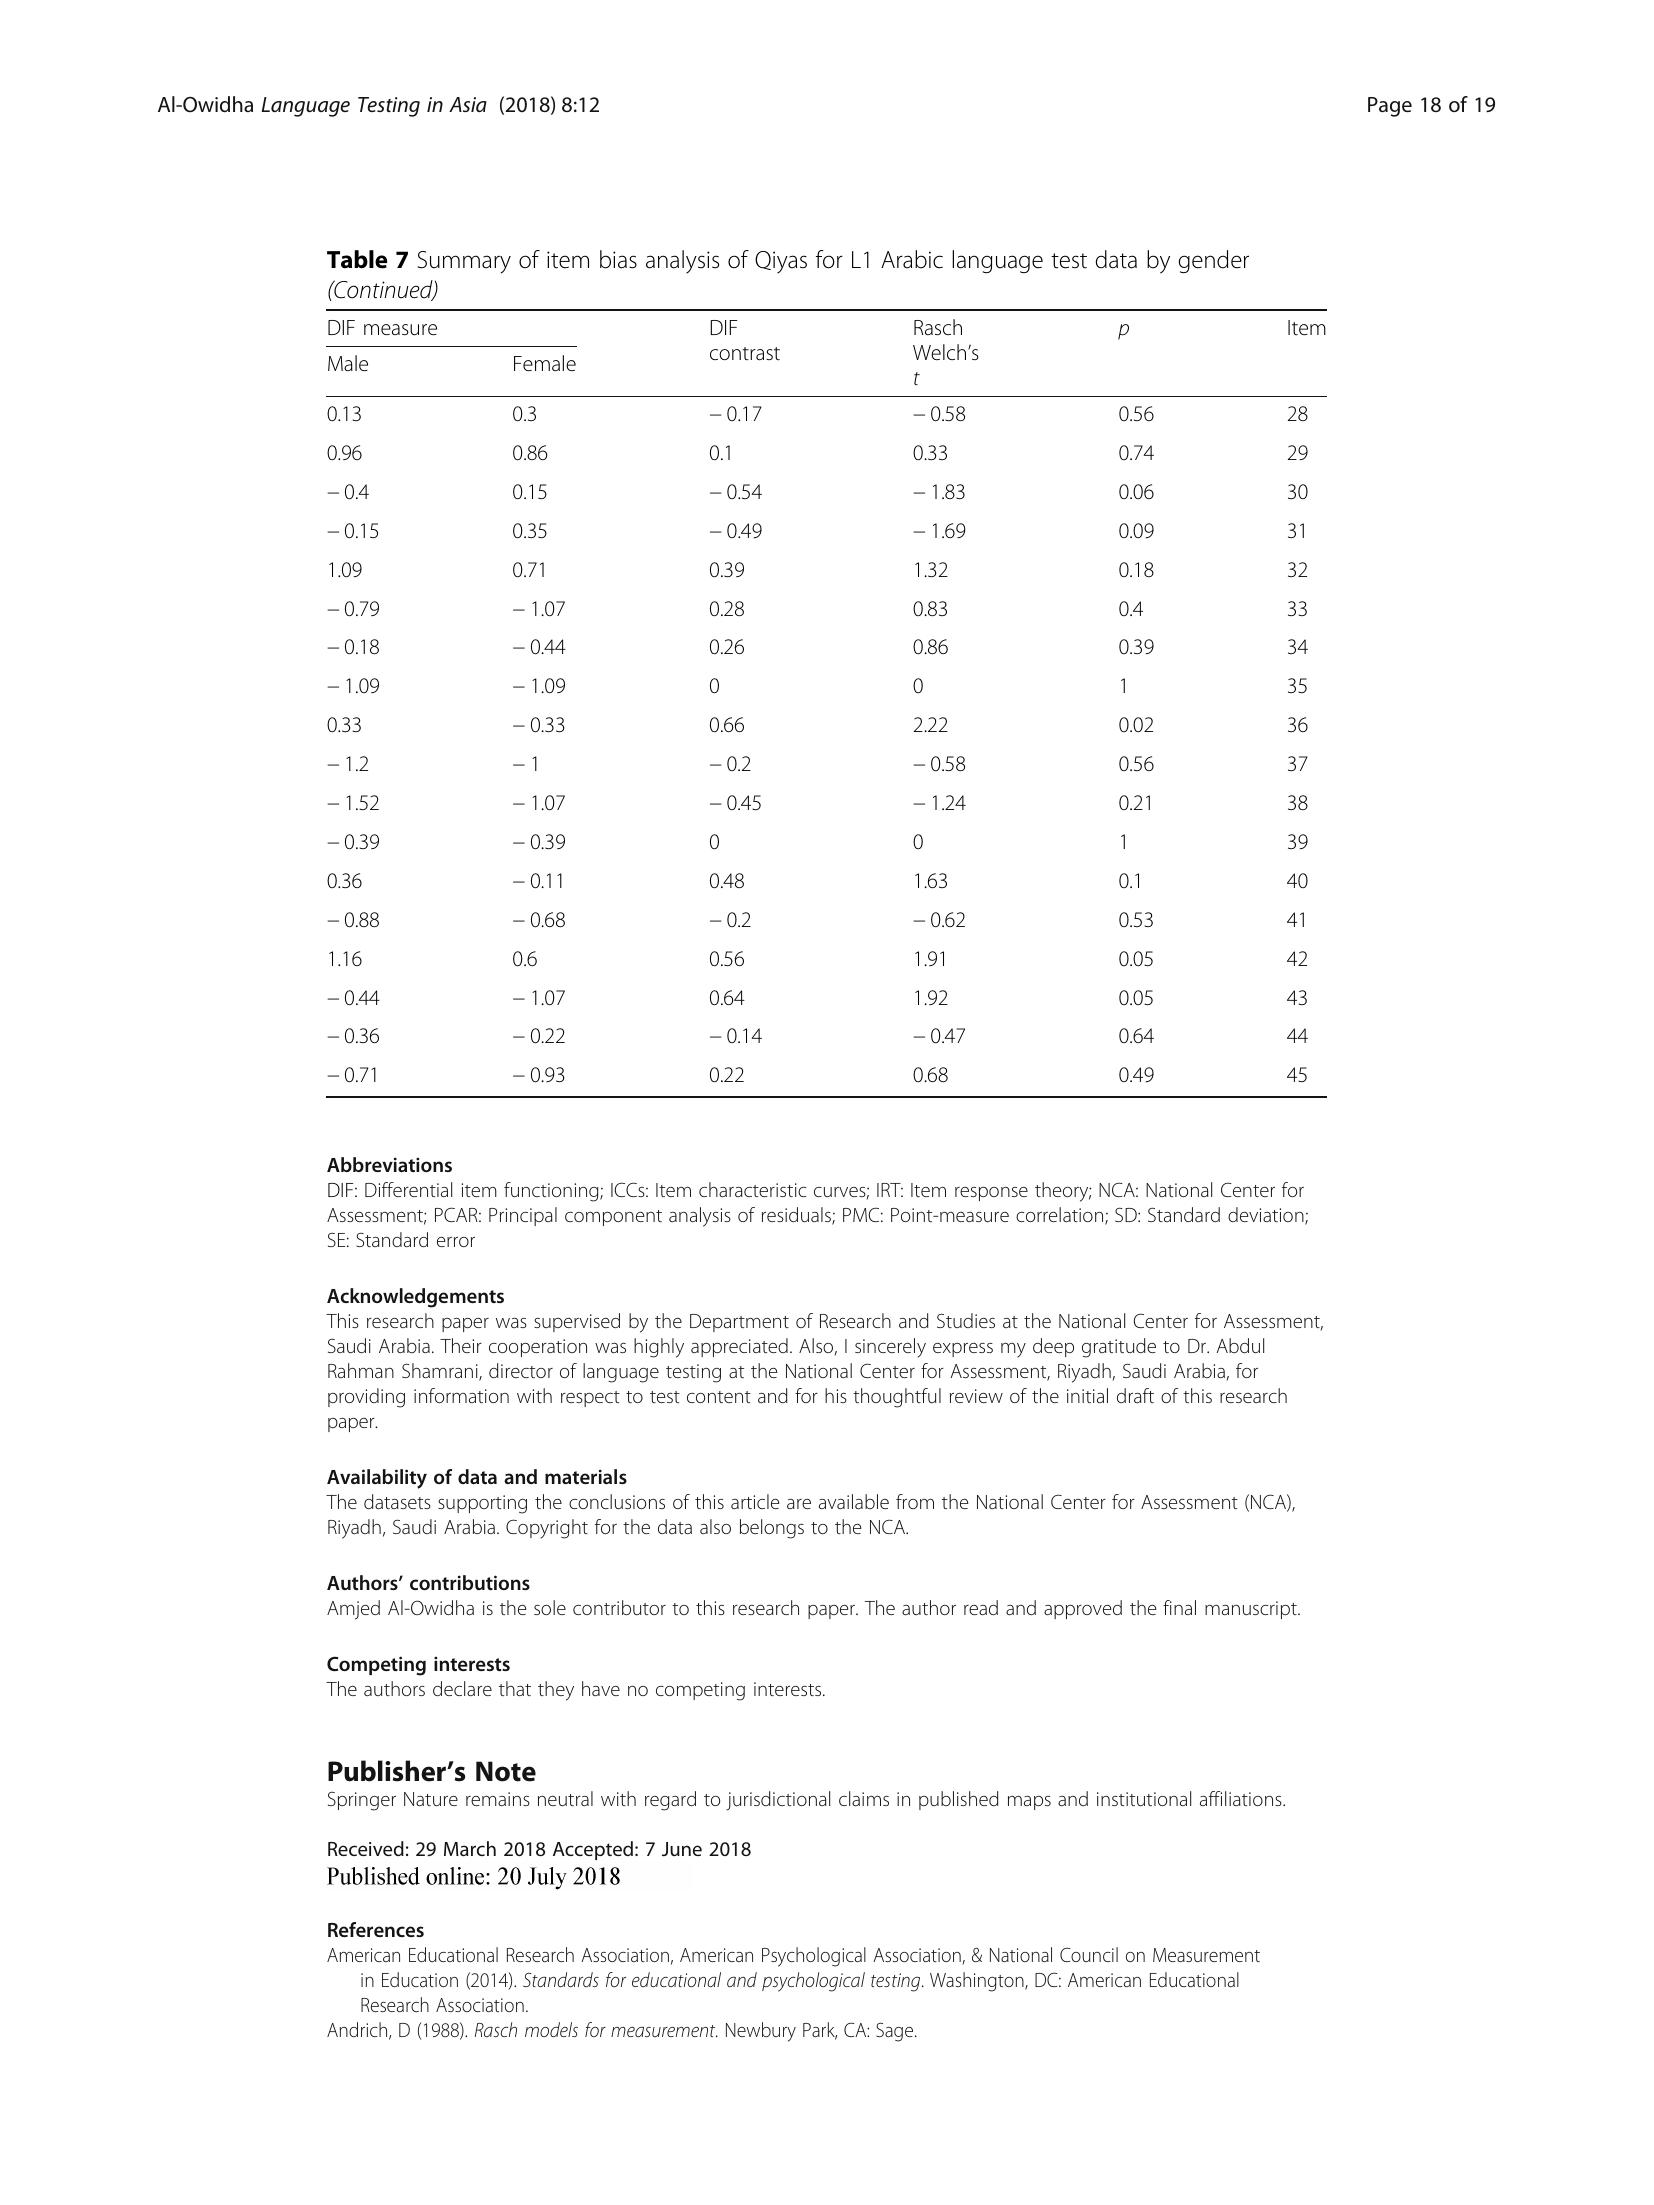 Al-Owidha Language Testing in Asia (2018) 8:12 Page 18 of 19
Table 7 Summary of item bias analysis of Qiyas for L1 Arabic language test data by gender
(Continued)
DIF measure DIF Rasch p Item
contrast Welch’s
Male Female t
0.13 0.3 − 0.17 − 0.58 0.56 28
0.96 0.86 0.1 0.33 0.74 29
− 0.4 0.15 − 0.54 − 1.83 0.06 30
− 0.15 0.35 − 0.49 − 1.69 0.09 31
1.09 0.71 0.39 1.32 0.18 32
− 0.79 − 1.07 0.28 0.83 0.4 33
− 0.18 − 0.44 0.26 0.86 0.39 34
− 1.09 − 1.09 0 0 1 35
0.33 − 0.33 0.66 2.22 0.02 36
− 1.2 − 1 − 0.2 − 0.58 0.56 37
− 1.52 − 1.07 − 0.45 − 1.24 0.21 38
− 0.39 − 0.39 0 0 1 39
0.36 − 0.11 0.48 1.63 0.1 40
− 0.88 − 0.68 − 0.2 − 0.62 0.53 41
1.16 0.6 0.56 1.91 0.05 42
− 0.44 − 1.07 0.64 1.92 0.05 43
− 0.36 − 0.22 − 0.14 − 0.47 0.64 44
− 0.71 − 0.93 0.22 0.68 0.49 45
Abbreviations
DIF: Differential item functioning; ICCs: Item characteristic curves; IRT: Item response theory; NCA: National Center for
Assessment; PCAR: Principal component analysis of residuals; PMC: Point-measure correlation; SD: Standard deviation;
SE: Standard error
Acknowledgements
This research paper was supervised by the Department of Research and Studies at the National Center for Assessment,
Saudi Arabia. Their cooperation was highly appreciated. Also, I sincerely express my deep gratitude to Dr. Abdul
Rahman Shamrani, director of language testing at the National Center for Assessment, Riyadh, Saudi Arabia, for
providing information with respect to test content and for his thoughtful review of the initial draft of this research
paper.
Availability of data and materials
The datasets supporting the conclusions of this article are available from the National Center for Assessment (NCA),
Riyadh, Saudi Arabia. Copyright for the data also belongs to the NCA.
Authors’ contributions
Amjed Al-Owidha is the sole contributor to this research paper. The author read and approved the final manuscript.
Competing interests
The authors declare that they have no competing interests.
Publisher’s Note
Springer Nature remains neutral with regard to jurisdictional claims in published maps and institutional affiliations.
Received: 29 March 2018 Accepted: 7 June 2018
Published online: 20 July 2018
References
American Educational Research Association, American Psychological Association, & National Council on Measurement
in Education (2014). Standards for educational and psychological testing. Washington, DC: American Educational
Research Association.
Andrich, D (1988). Rasch models for measurement. Newbury Park, CA: Sage.